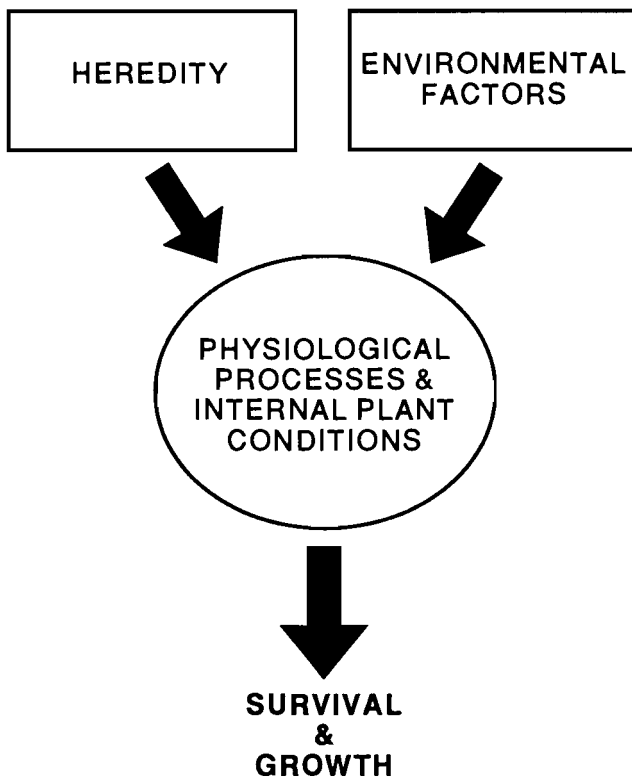 HEREDITY
ENVIRONMENTAL
FACTORS
PHYSIOLOGICAL
PROCESSES &
INTERNAL PLANT
CONDITIONS
SURVIVAL
&
GROWTH